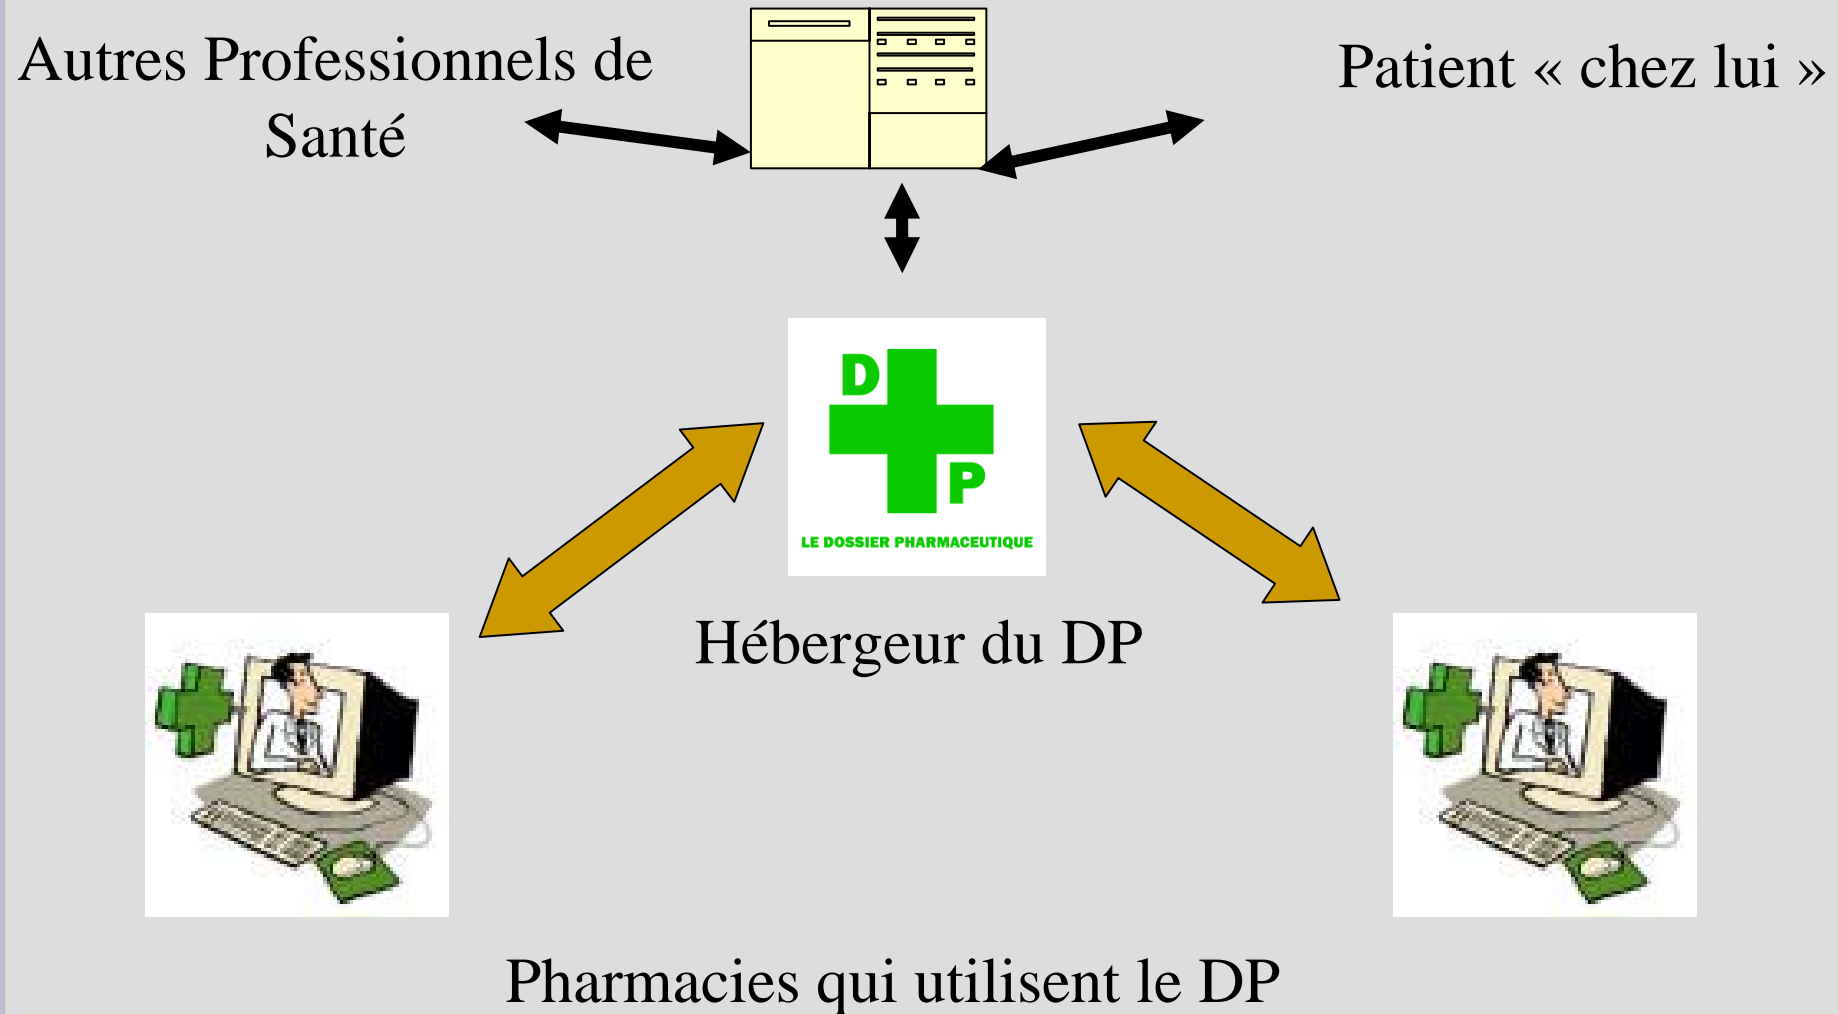 Autres Professionnels de
Santé
Patient « chez lui »
D
P
LE DOSSIER PHARMACEUTIQUE
Hébergeur du DP
Pharmacies qui utilisent le DP